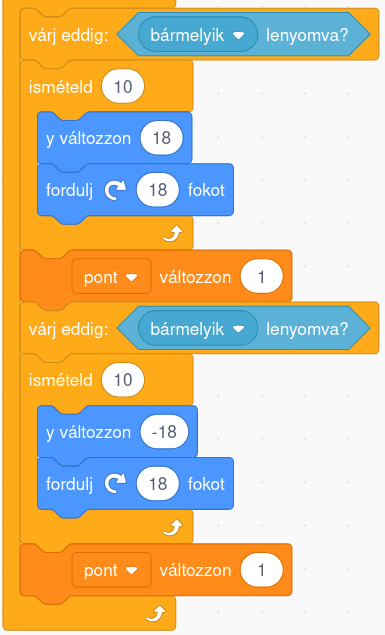 várj eddig: bármelyik lenyomva?
ismételd 10
y változzon 18
fordulj 18 fokot
pont változzon 1
várj eddig: bármelyik lenyomva?
ismételd 10
y változzon -18
fordulj 18 fokot
pont változzon 1